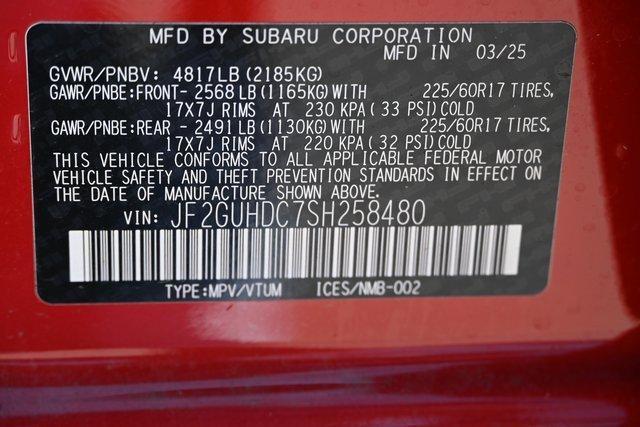 MFD BY SUBARU CORPORATION
MFD IN 03/25
GVWR/PNBV: 4817LB (2185KG)
GAWR/PNBE:FRONT- 2568 LB (1165KG) WITH 225/60R17 TIRES,
17X7J RIMS AT 230 KPA ( 33 PSI) COLD
GAWR/PNBE:REAR - 2491 LB (1130KG) WITH 225/60R17 TIRES,
17X7J RIMS AT 220 KPA ( 32 PSI) COLD
THIS VEHICLE CONFORMS TO ALL APPLICABLE FEDERAL MOTOR
VEHICLE SAFETY AND THEFT PREVENTION STANDARDS IN EFFECT ON
THE DATE OF MANUFACTURE SHOWN ABOVE.
VIN: JF2GUHDC7SH258480
TYPE:MPV/VTUM ICES/NMB-002